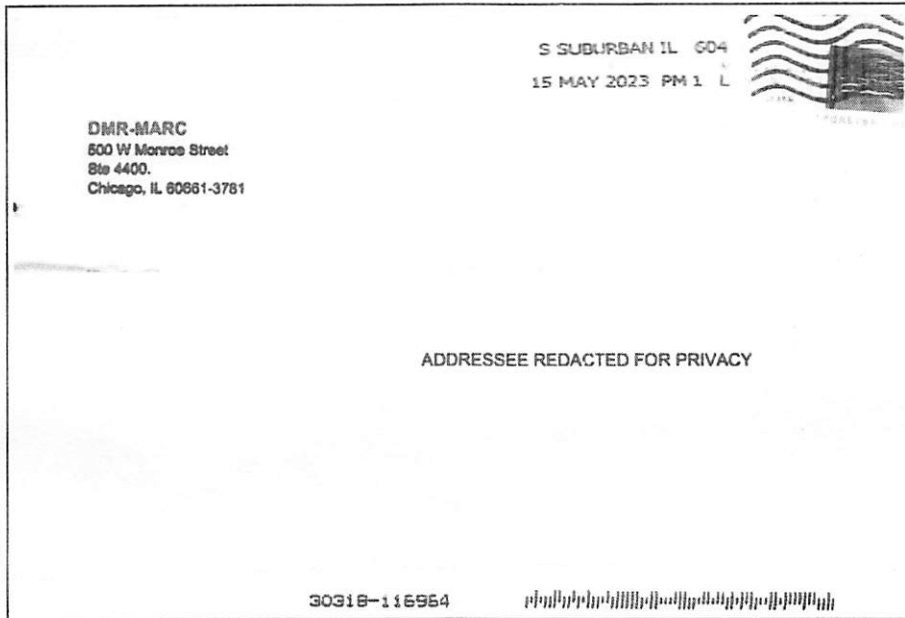 S SUBURBAN IL 604
15 MAY 2023 PM 1 L
DMR-MARC
500 W Monroe Street
Ste 4400.
Chicago, IL 60661-3781
ADDRESSEE REDACTED FOR PRIVACY
30318-116964